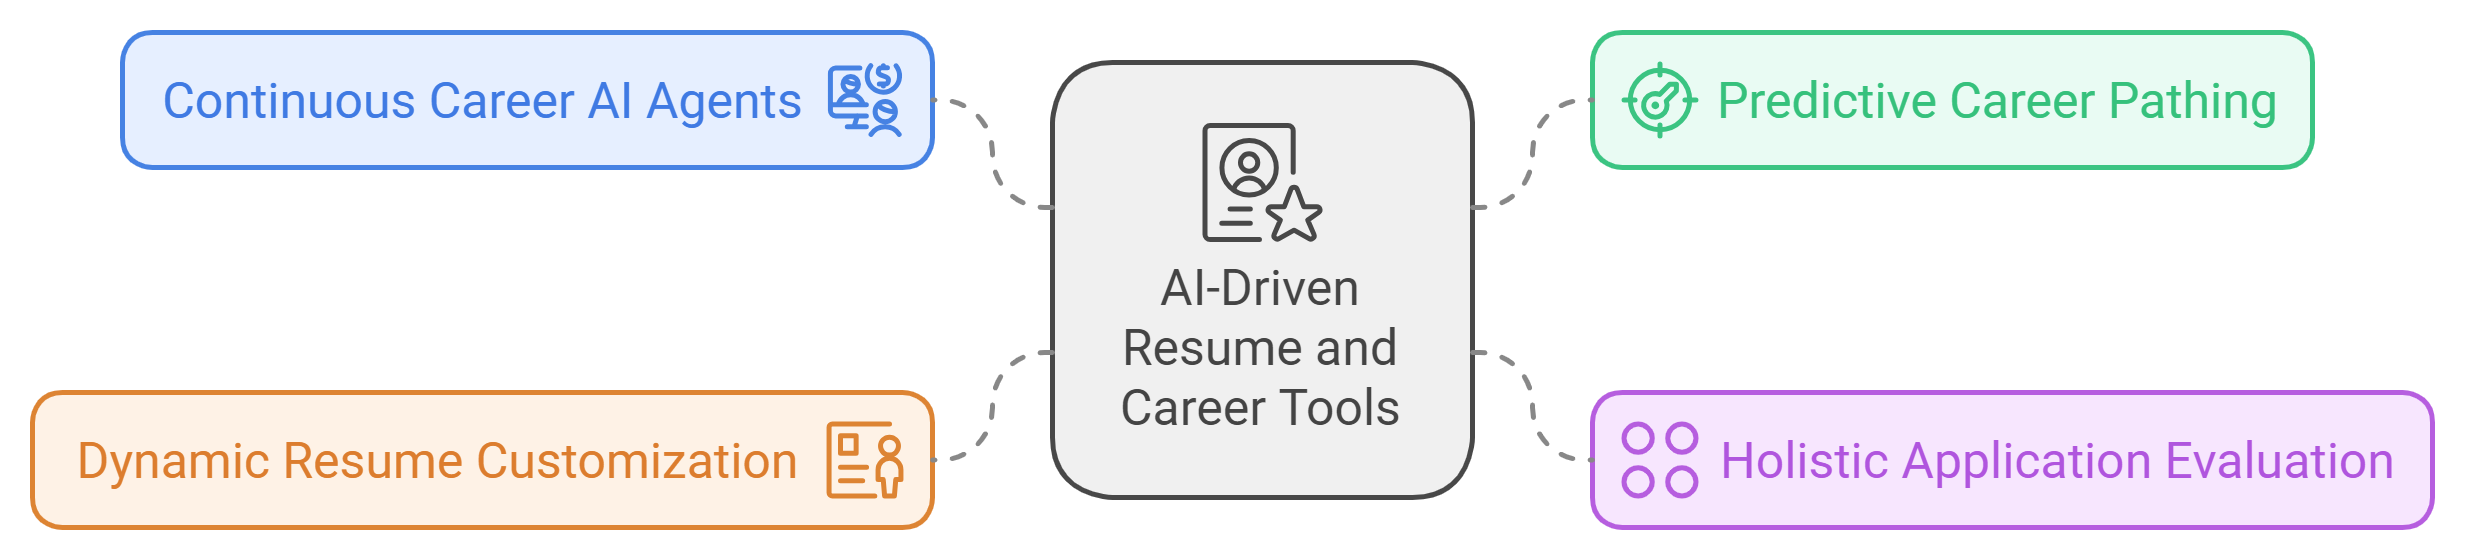 Continuous Career AI Agents
Predictive Career Pathing
AI-Driven
Resume and
Career Tools
Dynamic Resume Customization
Holistic Application Evaluation